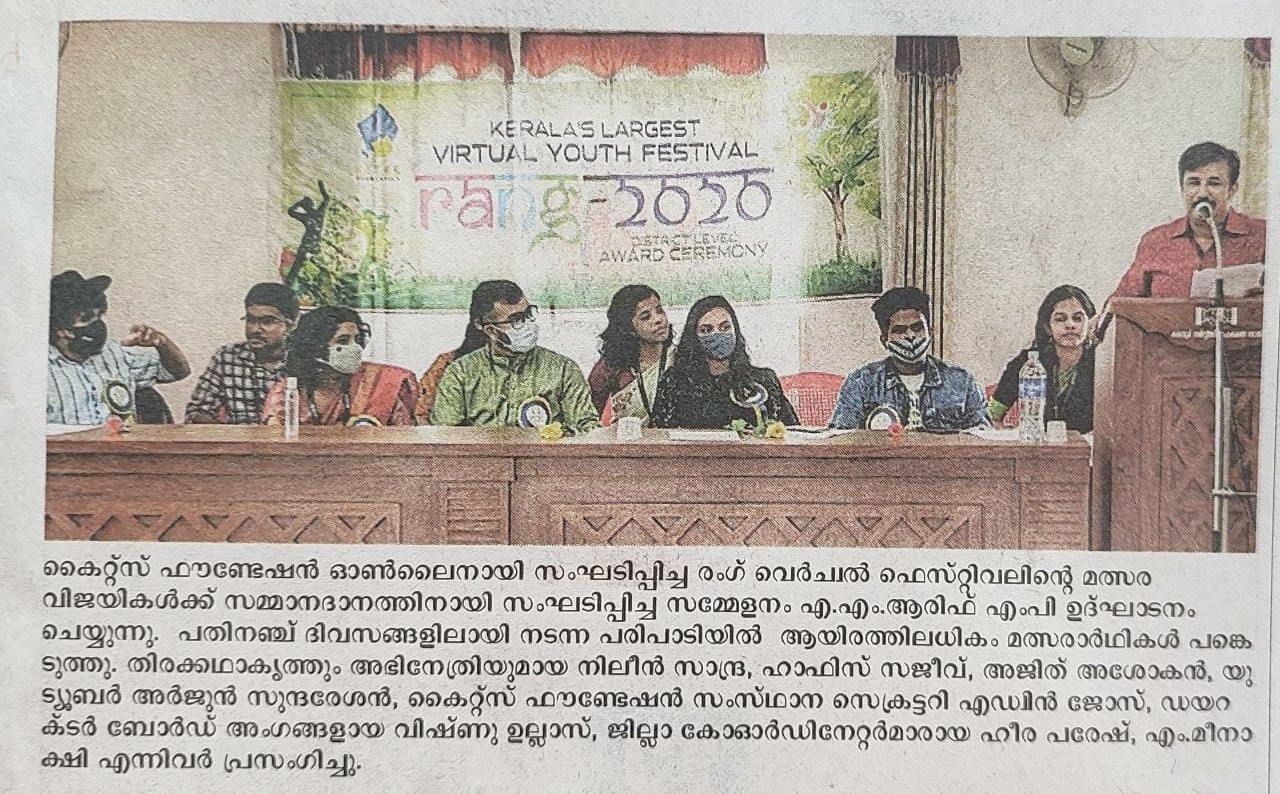 KERALA'S LARGEST
VIRTUAL YOUTH FESTIVAL
rang-2020
DISTRICT LEVEL
AWARD CEREMONY
കൈറ്റ്സ് ഫൗണ്ടേഷൻ ഓൺലൈനായി സംഘടിപ്പിച്ച രംഗ് വെർച്വൽ ഫെസ്റ്റിവലിന്റെ മത്സര
വിജയികൾക്ക് സമ്മാനദാനത്തിനായി സംഘടിപ്പിച്ച സമ്മേളനം എ.എം.ആരിഫ് എംപി ഉദ്ഘാടനം
ചെയ്യുന്നു. പതിനഞ്ച് ദിവസങ്ങളിലായി നടന്ന പരിപാടിയിൽ ആയിരത്തിലധികം മത്സരാർഥികൾ പങ്കെ
ടുത്തു. തിരക്കഥാകൃത്തും അഭിനേത്രിയുമായ നിലീൻ സാന്ദ്ര, ഹാഫിസ് സജീവ്, അജിത് അശോകൻ, യു
ട്യൂബർ അർജുൻ സുന്ദരേശൻ, കൈറ്റ്സ് ഫൗണ്ടേഷൻ സംസ്ഥാന സെക്രട്ടറി എഡ്വിൻ ജോസ്, ഡയറ
ക്ടർ ബോർഡ് അംഗങ്ങളായ വിഷ്ണു ഉല്ലാസ്, ജില്ലാ കോഓർഡിനേറ്റർമാരായ ഹീര പരേഷ്, എം.മീനാ
ക്ഷി എന്നിവർ പ്രസംഗിച്ചു.